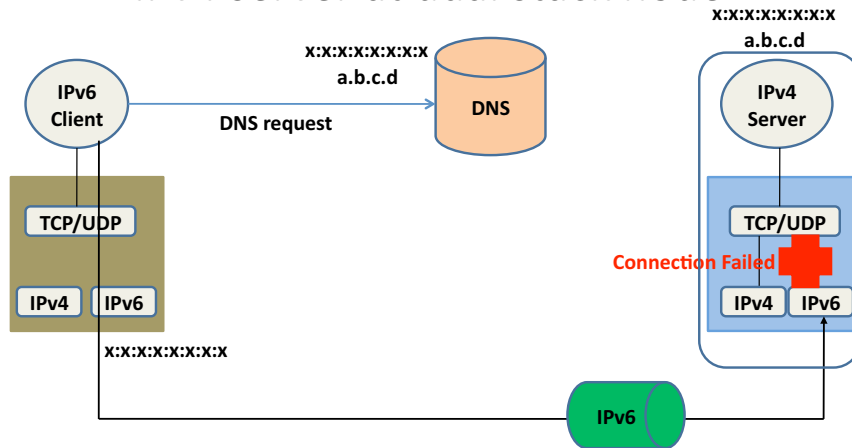 x:x:x:x:x:x:x:x
a.b.c.d
x:x:x:x:x:x:x:x
a.b.c.d
IPv6
Client
DNS
DNS request
IPv4
Server
TCP/UDP
TCP/UDP
Connection Failed
IPv4
IPv6
IPv4
IPv6
x:x:x:x:x:x:x:x
IPv6